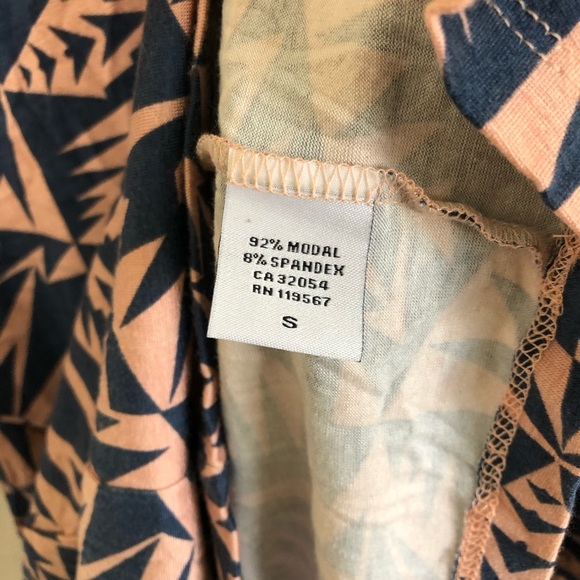 92% MODAL
8% SPANDEX
CA 32054
RN 119567
S